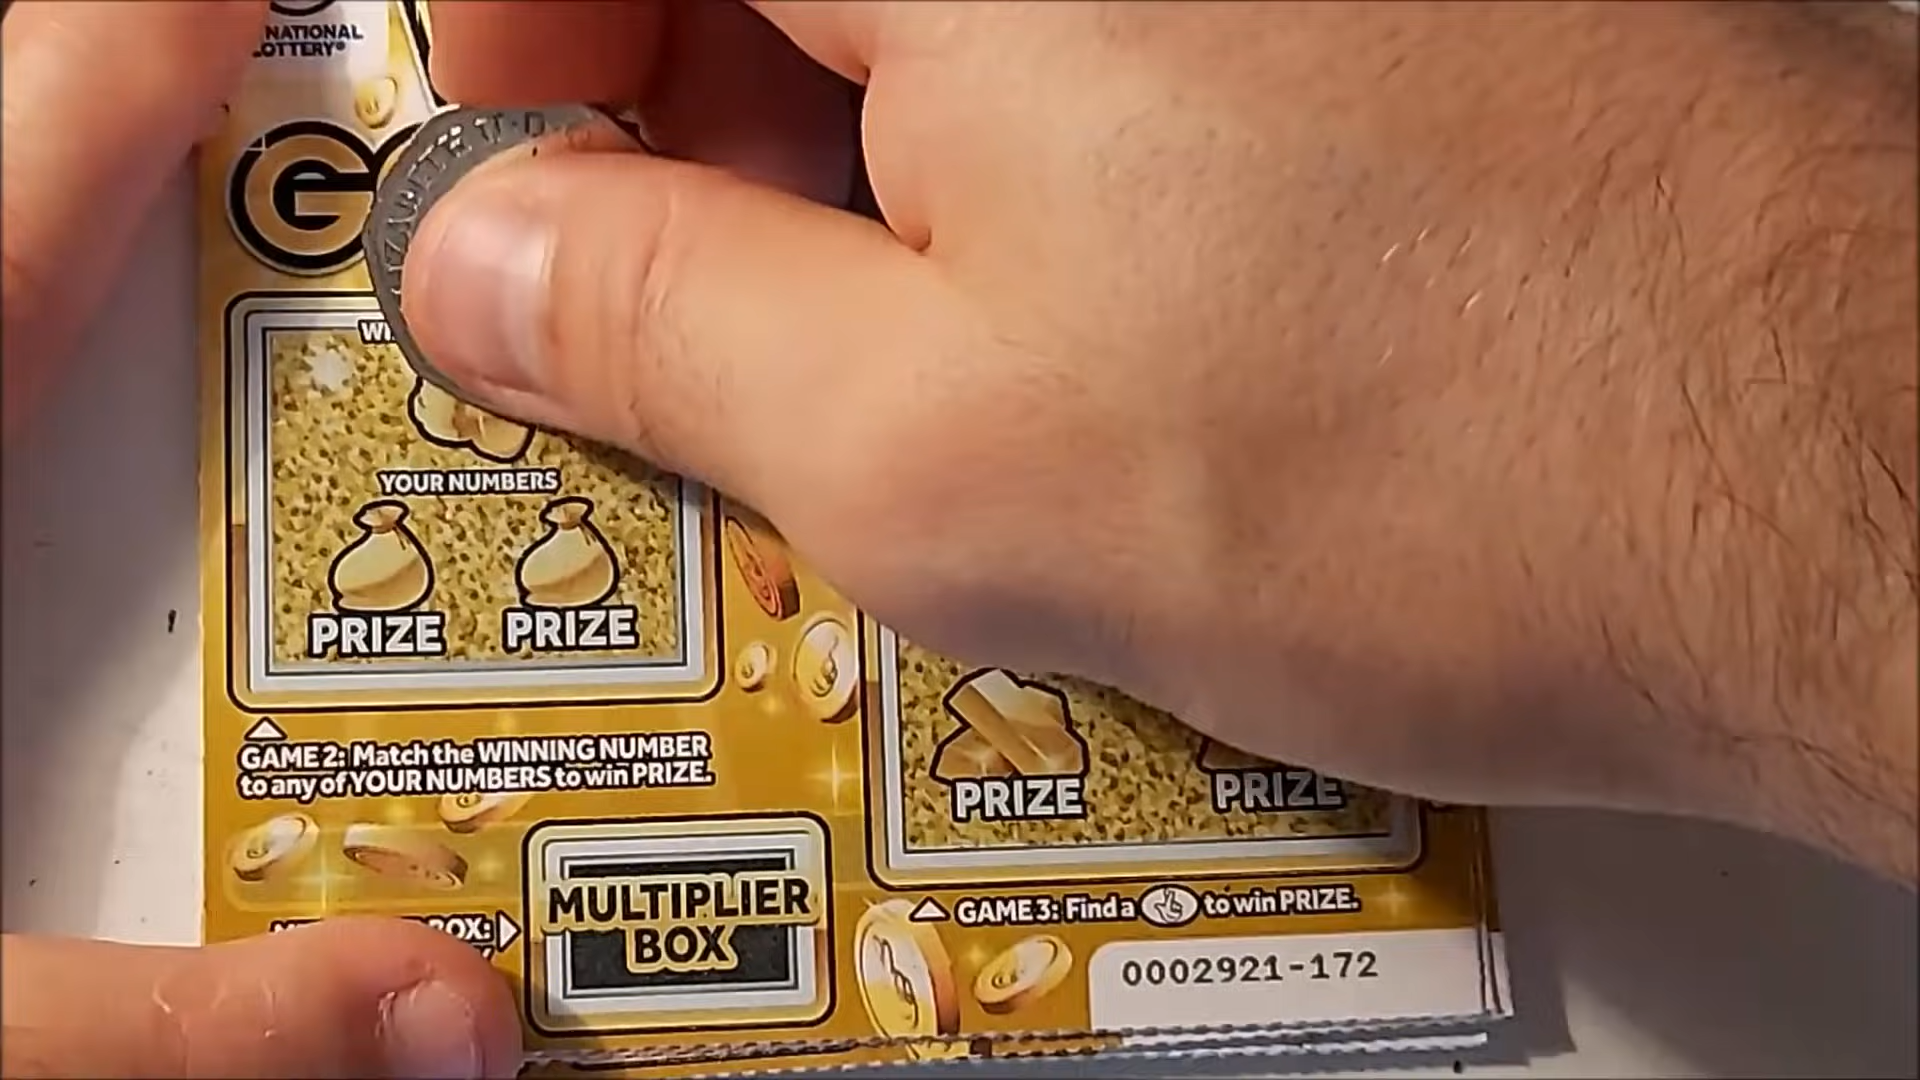 NATIONAL
LOTTERY®
G
YOUR NUMBERS
PRIZE PRIZE
GAME 2: Match the WINNING NUMBER
to any of YOUR NUMBERS to win PRIZE.
PRIZE PRIZE
BOX:
MULTIPLIER
BOX
GAME 3: Find a to win PRIZE.
0002921-172